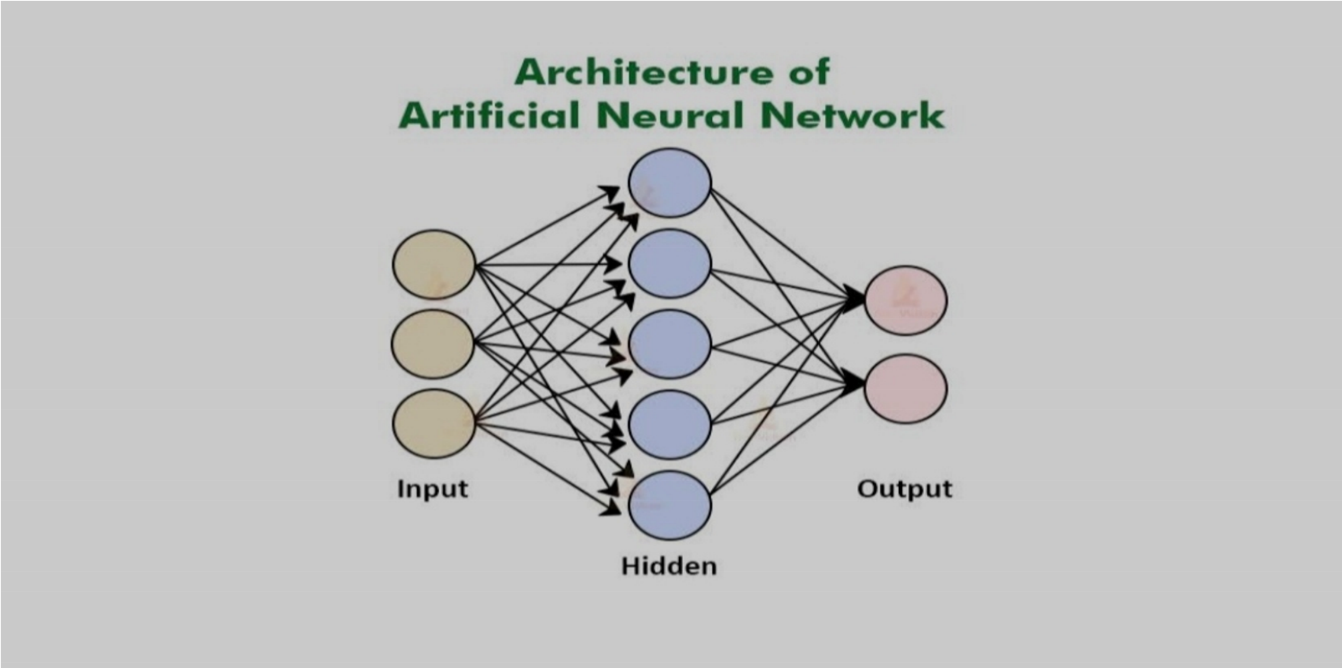 Architecture of
Artificial Neural Network
Input
Output
Hidden